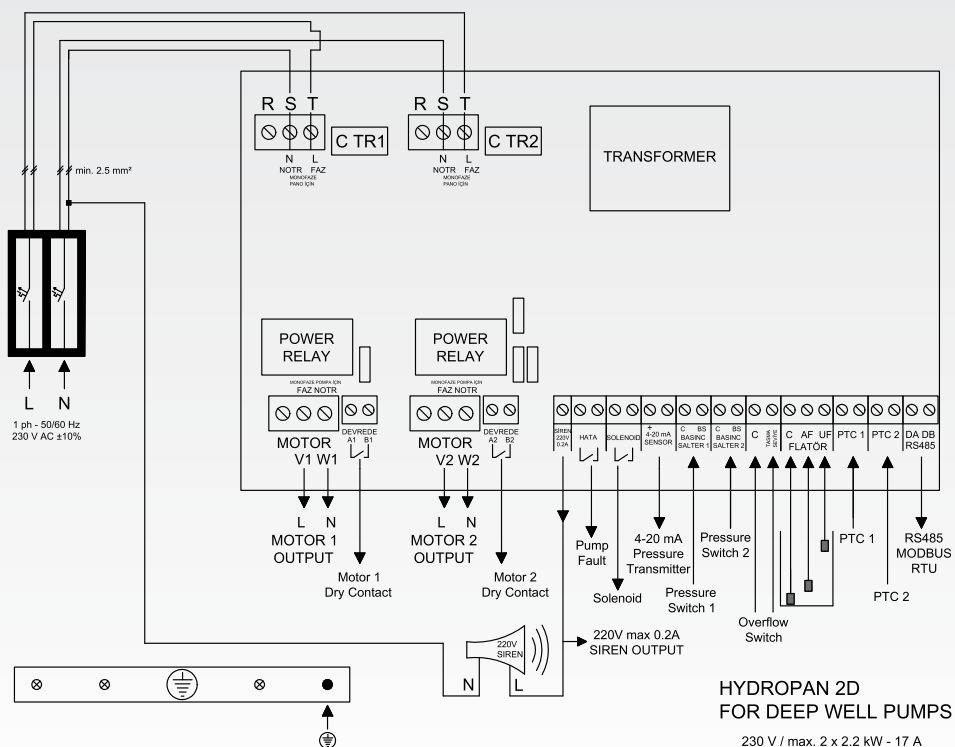 R S T
C TR1
N L
NOTR FAZ
MONOFAZE
PANO İÇİN
R S T
C TR2
N L
NOTR FAZ
MONOFAZE
PANO İÇİN
TRANSFORMER
min. 2.5 mm²
L N
1 ph - 50/60 Hz
230 V AC ±10%
POWER
RELAY
POWER
RELAY
MONOFAZE POMPA İÇİN
FAZ NOTR
MOTOR
V1 W1
DEVREDE
A1 B1
MONOFAZE POMPA İÇİN
FAZ NOTR
MOTOR
V2 W2
DEVREDE
A2 B2
SİREN
220V
0.2A
HATA
SOLENOID
+
4-20 mA
SENSOR
C BS
BASINC
SALTER 1
C BS
BASINC
SALTER 2
C
TASMA
SEVİYE
C AF UF
FLATÖR
PTC 1
PTC 2
DA DB
RS485
L N
MOTOR 1
OUTPUT
Motor 1
Dry Contact
L N
MOTOR 2
OUTPUT
Motor 2
Dry Contact
Pump
Fault
Solenoid
4-20 mA
Pressure
Transmitter
Pressure
Switch 1
Pressure
Switch 2
Overflow
Switch
PTC 1
PTC 2
RS485
MODBUS
RTU
220V
SIREN
N L
220V max 0.2A
SIREN OUTPUT
HYDROPAN 2D
FOR DEEP WELL PUMPS
230 V / max. 2 x 2.2 kW - 17 A